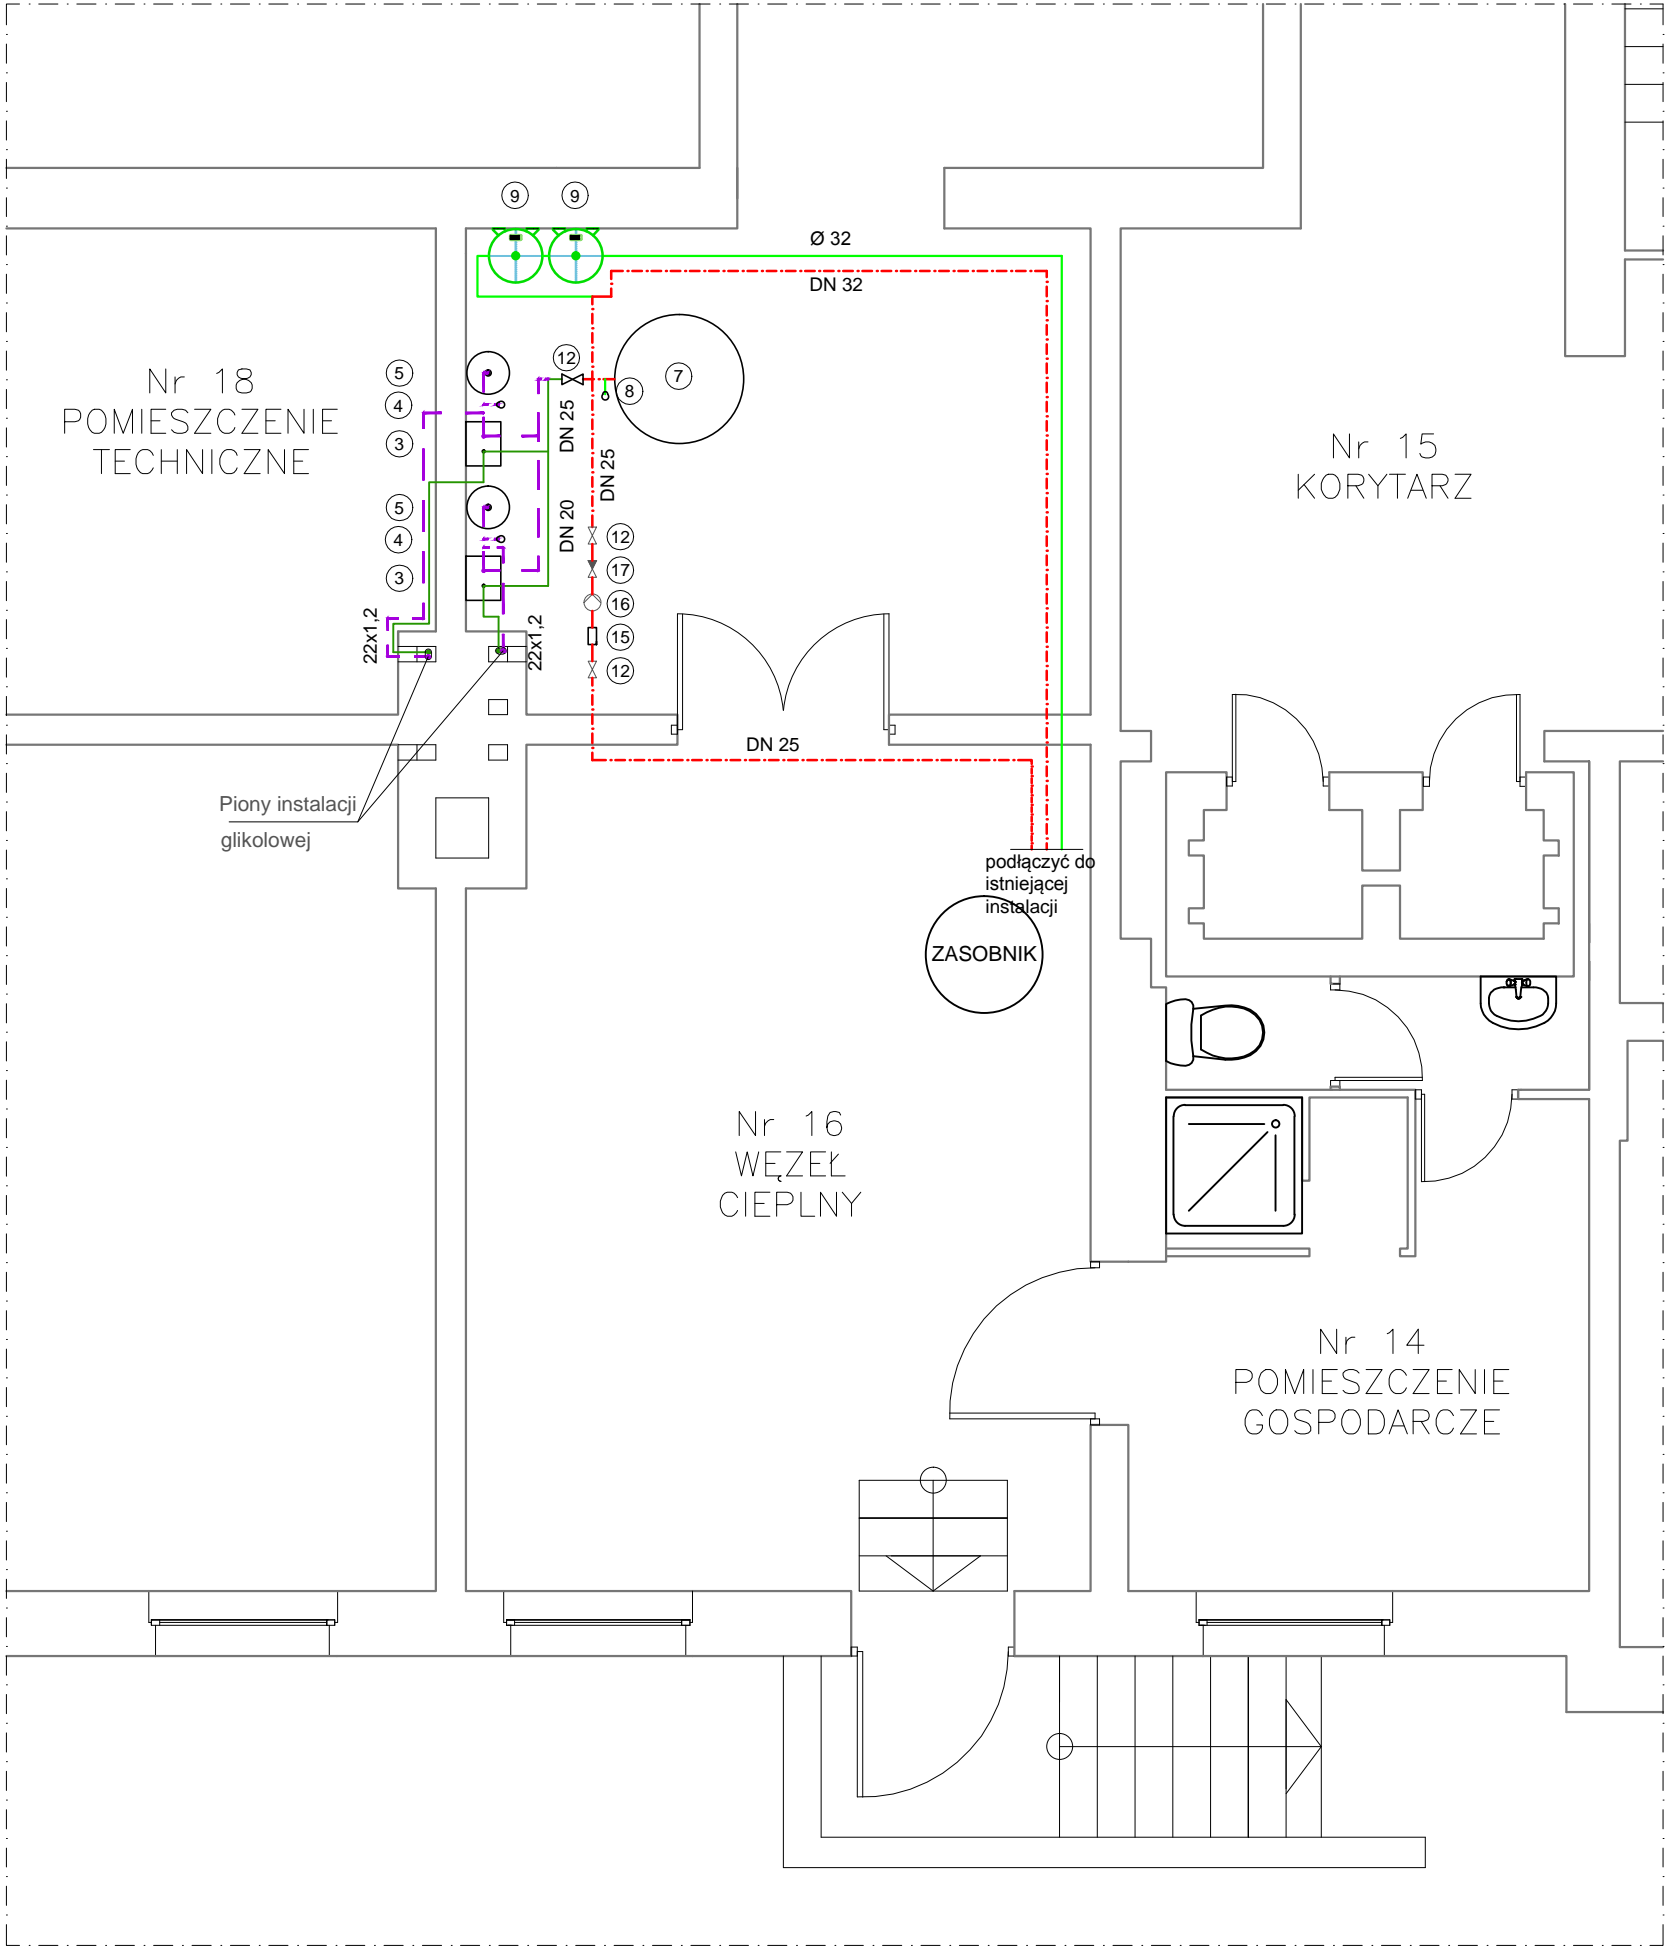 9
9
Ø 32
DN 32
Nr 18
POMIESZCZENIE
TECHNICZNE
5
4
3
5
4
3
12
7
8
DN 25
DN 25
DN 20
12
17
16
15
12
22x1,2
22x1,2
Nr 15
KORYTARZ
DN 25
Piony instalacji
glikolowej
podłączyć do
istniejącej
instalacji
ZASOBNIK
Nr 16
WĘZEŁ
CIEPLNY
Nr 14
POMIESZCZENIE
GOSPODARCZE